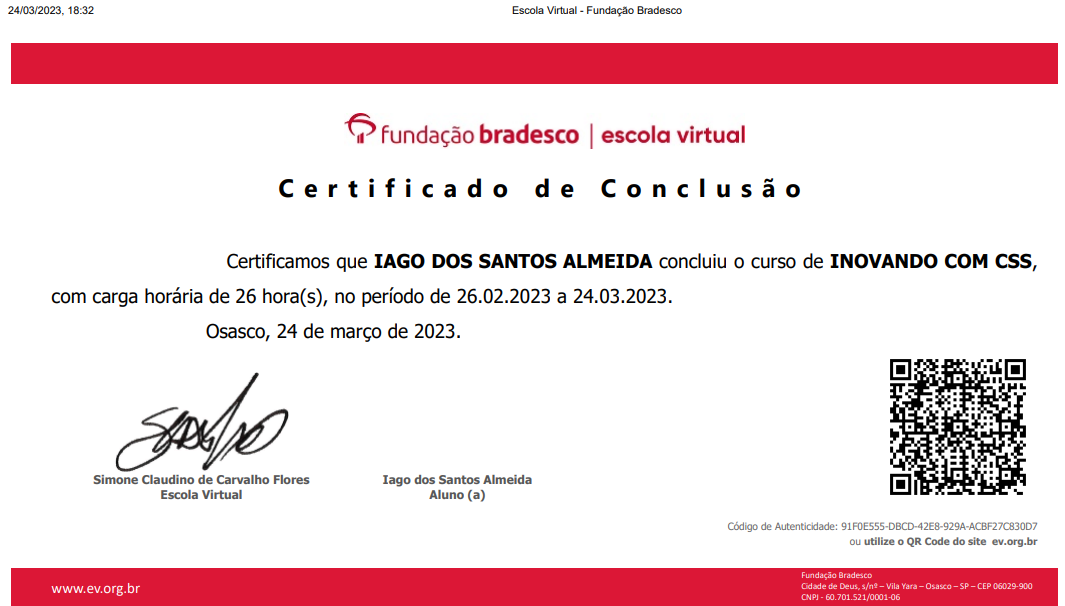 24/03/2023, 18:32 Escola Virtual - Fundação Bradesco
fundação bradesco | escola virtual
Certificado de Conclusão
Certificamos que IAGO DOS SANTOS ALMEIDA concluiu o curso de INOVANDO COM CSS,
com carga horária de 26 hora(s), no período de 26.02.2023 a 24.03.2023.
Osasco, 24 de março de 2023.
Simone Claudino de Carvalho Flores
Escola Virtual
Iago dos Santos Almeida
Aluno (a)
Código de Autenticidade: 91F0E555-DBCD-42E8-929A-ACBF27C830D7
ou utilize o QR Code do site ev.org.br
www.ev.org.br
Fundação Bradesco
Cidade de Deus, s/nº – Vila Yara – Osasco – SP – CEP 06029-900
CNPJ - 60.701.521/0001-06